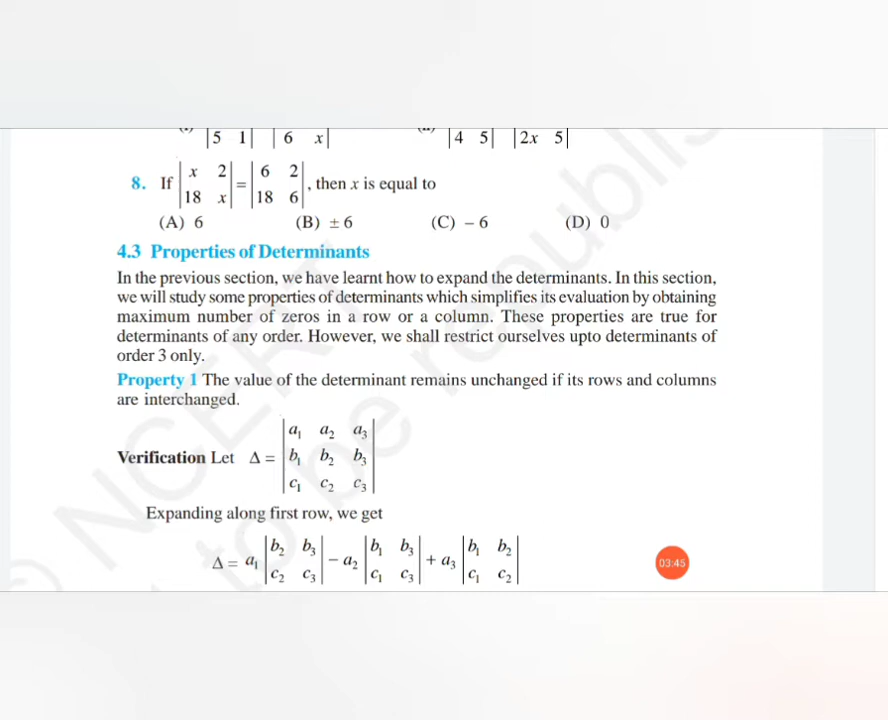 |5 1| |6 x| |4 5| |2x 5|
8. If |x 2| = |6 2|, then x is equal to
|18 x| |18 6|
(A) 6 (B) ± 6 (C) – 6 (D) 0
4.3 Properties of Determinants
In the previous section, we have learnt how to expand the determinants. In this section,
we will study some properties of determinants which simplifies its evaluation by obtaining
maximum number of zeros in a row or a column. These properties are true for
determinants of any order. However, we shall restrict ourselves upto determinants of
order 3 only.
Property 1 The value of the determinant remains unchanged if its rows and columns
are interchanged.
|a₁ a₂ a₃|
Verification Let Δ = |b₁ b₂ b₃|
|c₁ c₂ c₃|
Expanding along first row, we get
|b₂ b₃| |b₁ b₃| |b₁ b₂|
Δ = a₁ – a₂ + a₃
|c₂ c₃| |c₁ c₃| |c₁ c₂|
03:45
© NCERT
to be republis